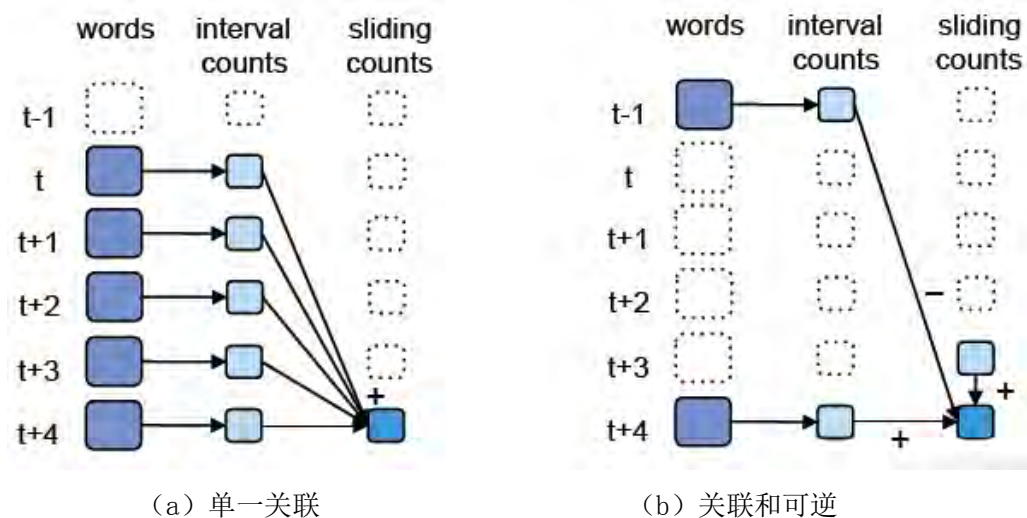 words interval counts sliding counts
t-1
t
t+1
t+2
t+3
+
t+4
(a) 单一关联
words interval counts sliding counts
t-1
t
t+1
t+2
−
t+3
+
t+4
+
(b) 关联和可逆